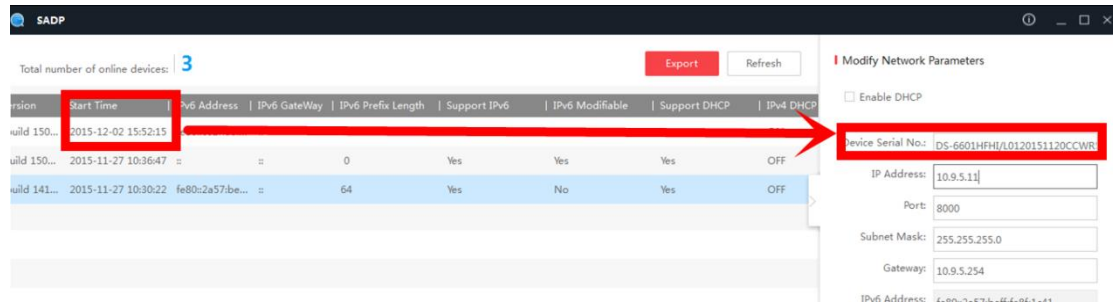 SADP
Total number of online devices: 3
Export
Refresh
Start Time | IPv6 Address | IPv6 GateWay | IPv6 Prefix Length | Support IPv6 | IPv6 Modifiable | Support DHCP | IPv4 DHCP
uild 150... 2015-12-02 15:52:15
uild 150... 2015-11-27 10:36:47 :: :: 0 Yes Yes Yes OFF
uild 141... 2015-11-27 10:30:22 fe80::2a57:be... :: 64 Yes No Yes OFF
Modify Network Parameters
Enable DHCP
Device Serial No.: DS-6601HFHI/L0120151120CCWR
IP Address: 10.9.5.11
Port: 8000
Subnet Mask: 255.255.255.0
Gateway: 10.9.5.254
IPv6 Address: